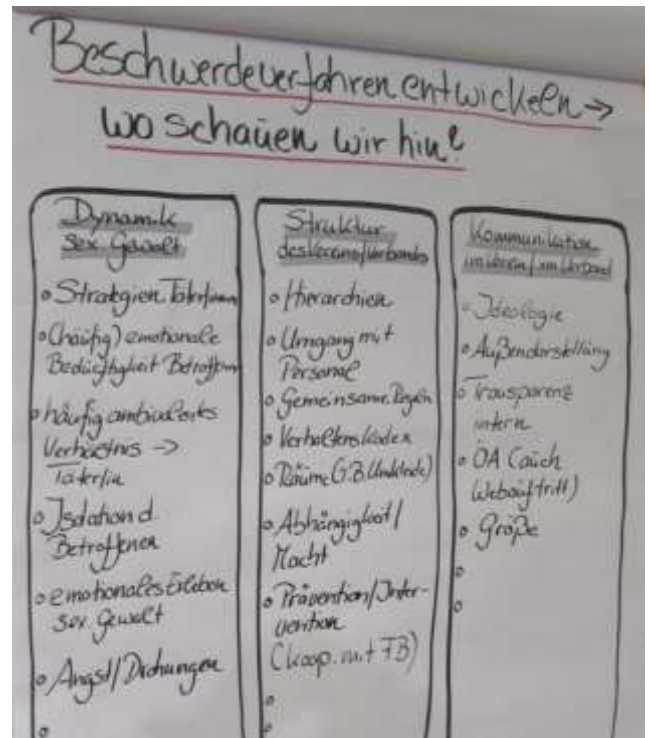 Beschwerdeverfahren entwickeln →
wo schauen wir hin?
Dynamik
sex. Gewalt
o Strategien Täter/innen
o (häufig) emotionale
Bedürftigkeit Betroffener
o häufig ambivalentes
Verhältnis →
Täter/in
o Isolation d.
Betroffenen
o emotionales Erleben
sex. Gewalt
o Angst/Drohungen
o
Struktur
des Vereins/Verbandes
o Hierarchien
o Umgang mit
Personal
o Gemeinsame Regeln
o Verhaltenskodex
o Räume (z.B. Umkleide)
o Abhängigkeit/
Macht
o Prävention/Inter-
vention
(Koop. mit FB)
o
o
Kommunikation
im Verein/im Verband
o Ideologie
o Außendarstellung
o Transparenz
intern
o ÖA (auch
Webauftritt)
o Größe
o
o